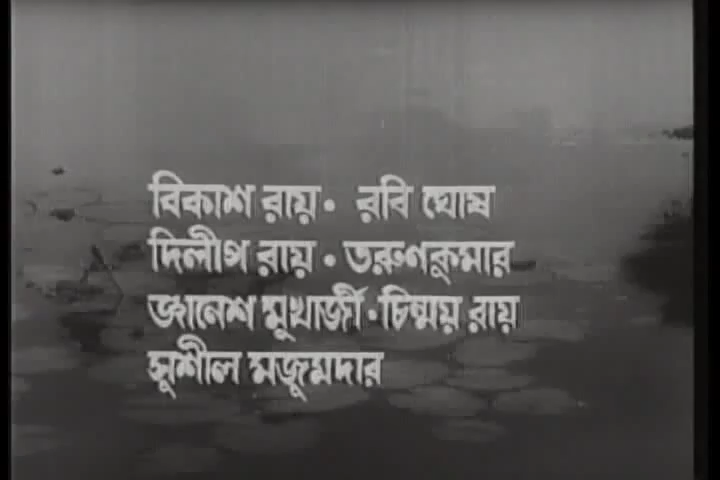 বিকাশ রায়· রবি ঘোষ
দিলীপ রায়·তরুণকুমার
জ্ঞানেশ মুখার্জী·চিন্ময় রায়
সুশীল মজুমদার